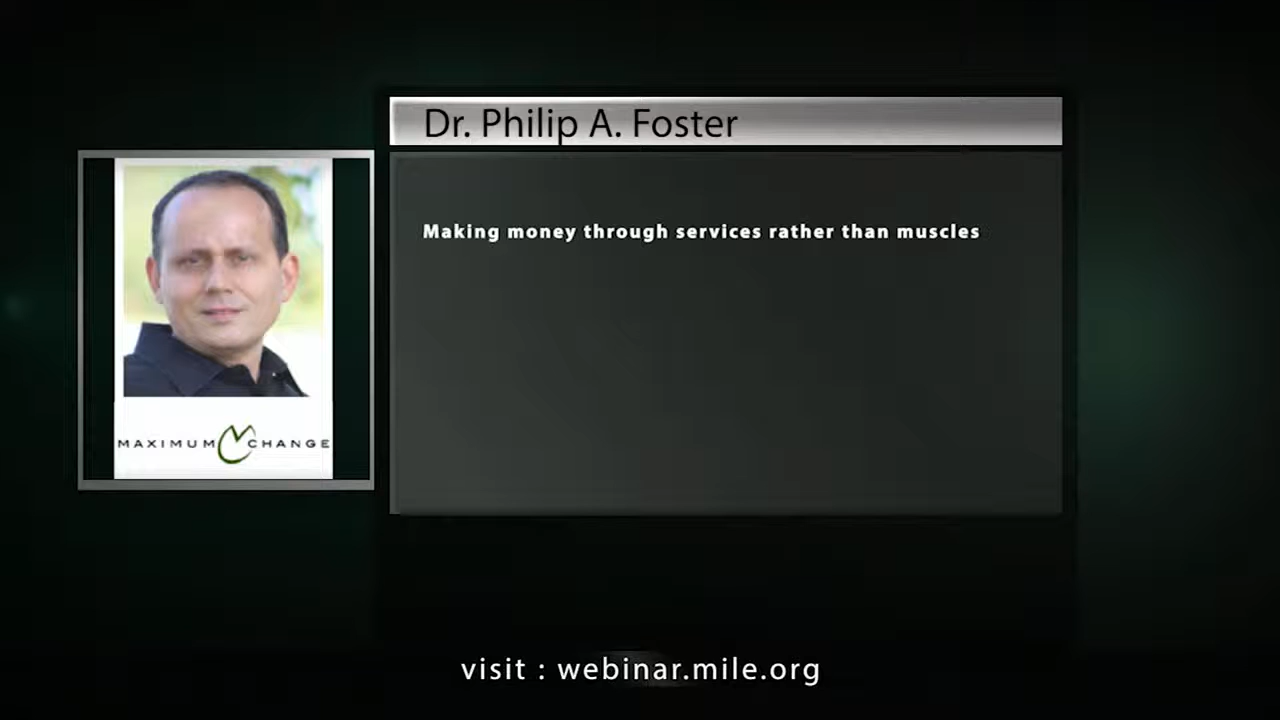 Dr. Philip A. Foster
Making money through services rather than muscles
MAXIMUM CHANGE
visit : webinar.mile.org